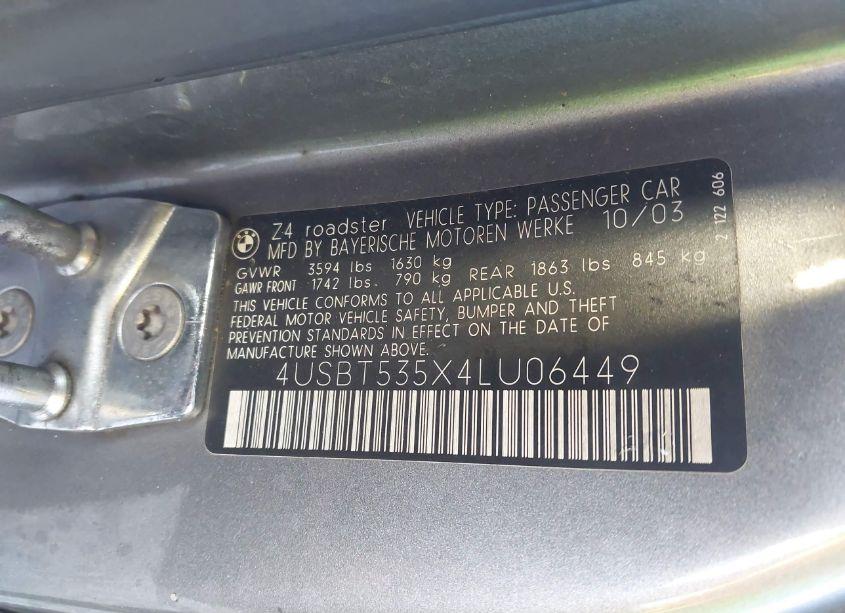 Z4 roadster VEHICLE TYPE: PASSENGER CAR
MFD BY BAYERISCHE MOTOREN WERKE 10/03
GVWR 3594 lbs 1630 kg
GAWR FRONT 1742 lbs. 790 kg REAR 1863 lbs 845 kg
THIS VEHICLE CONFORMS TO ALL APPLICABLE U.S.
FEDERAL MOTOR VEHICLE SAFETY, BUMPER AND THEFT
PREVENTION STANDARDS IN EFFECT ON THE DATE OF
MANUFACTURE SHOWN ABOVE.
4USBT535X4LU06449
2 122 606